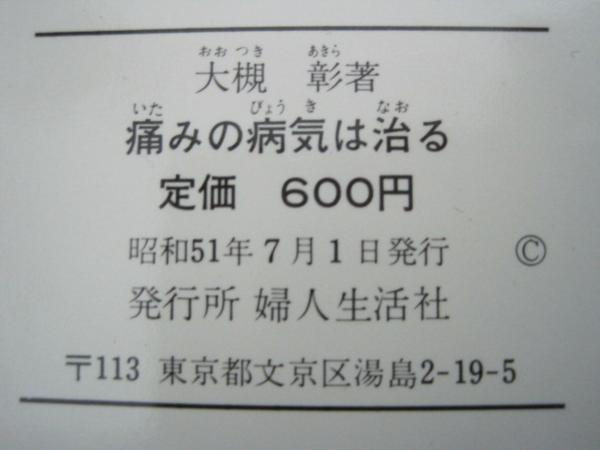 おおつき あきら
大槻 彰著
いた びょう き なお
痛みの病気は治る
定価 600円
昭和51年7月1日発行 ©
発行所 婦人生活社
〒113 東京都文京区湯島2-19-5